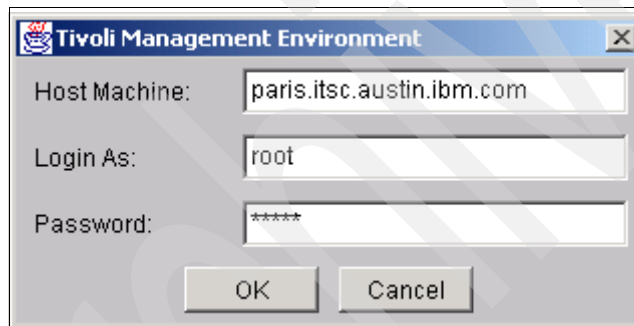 Tivoli Management Environment
Host Machine: paris.itsc.austin.ibm.com
Login As: root
Password: *****
OK Cancel